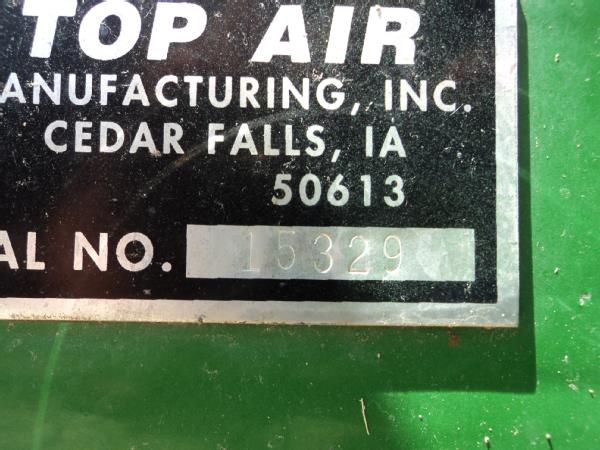 TOP AIR
ANUFACTURING, INC.
CEDAR FALLS, IA
50613
AL NO. 15329